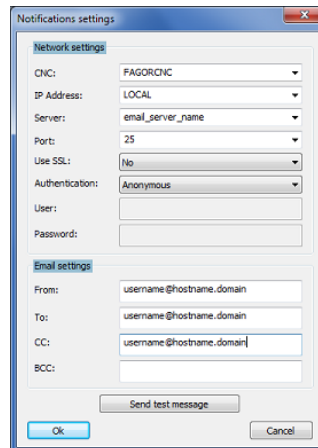 Notifications settings
Network settings
CNC: FAGORCNC
IP Address: LOCAL
Server: email_server_name
Port: 25
Use SSL: No
Authentication: Anonymous
User:
Password:
Email settings
From: username@hostname.domain
To: username@hostname.domain
CC: username@hostname.domain
BCC:
Send test message
Ok Cancel